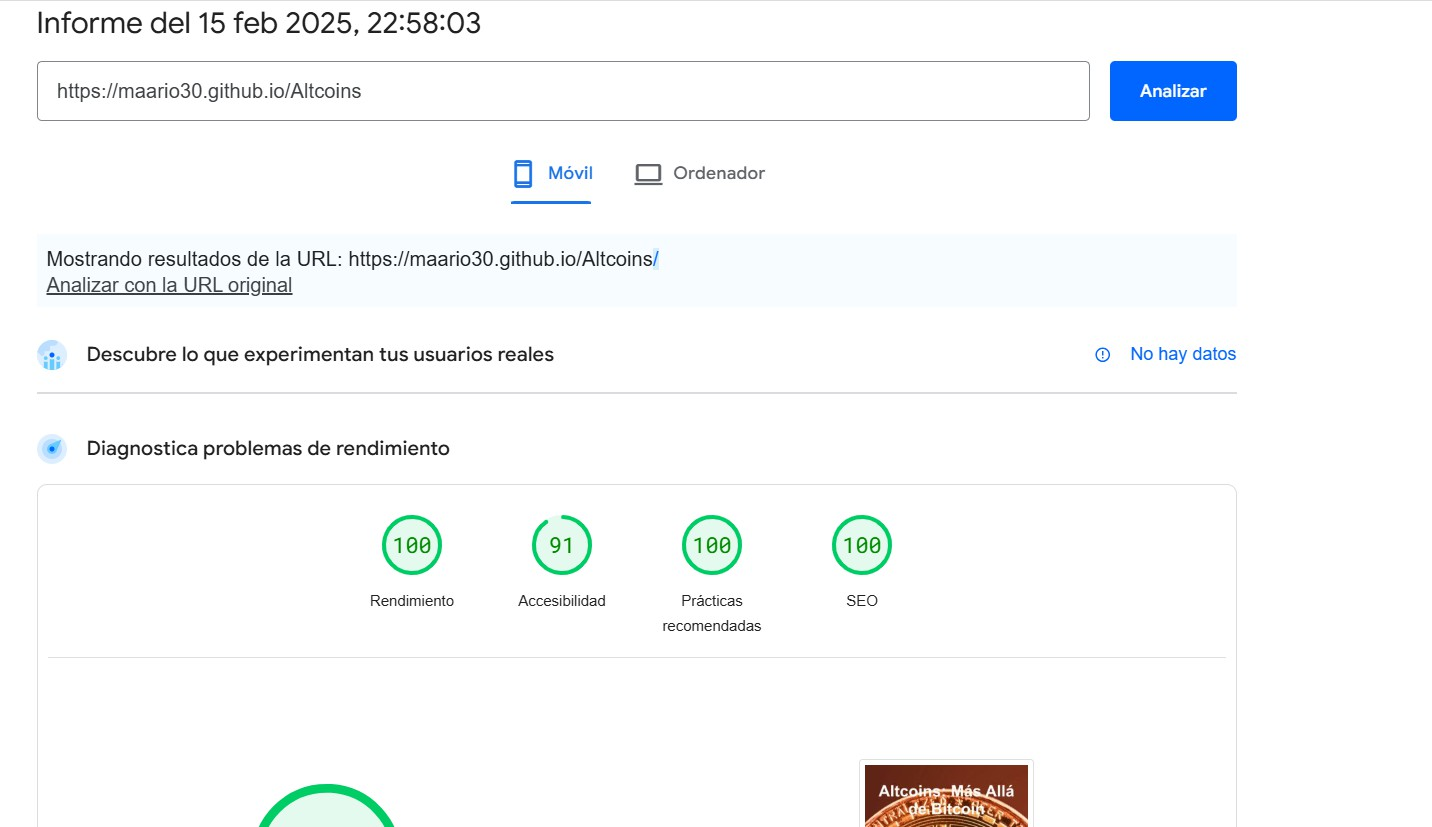 Informe del 15 feb 2025, 22:58:03
https://maario30.github.io/Altcoins
Analizar
Móvil
Ordenador
Mostrando resultados de la URL: https://maario30.github.io/Altcoins/
Analizar con la URL original
Descubre lo que experimentan tus usuarios reales
No hay datos
Diagnostica problemas de rendimiento
100
91
100
100
Rendimiento
Accesibilidad
Prácticas
recomendadas
SEO
Altcoins: Más Allá
de Bitcoin